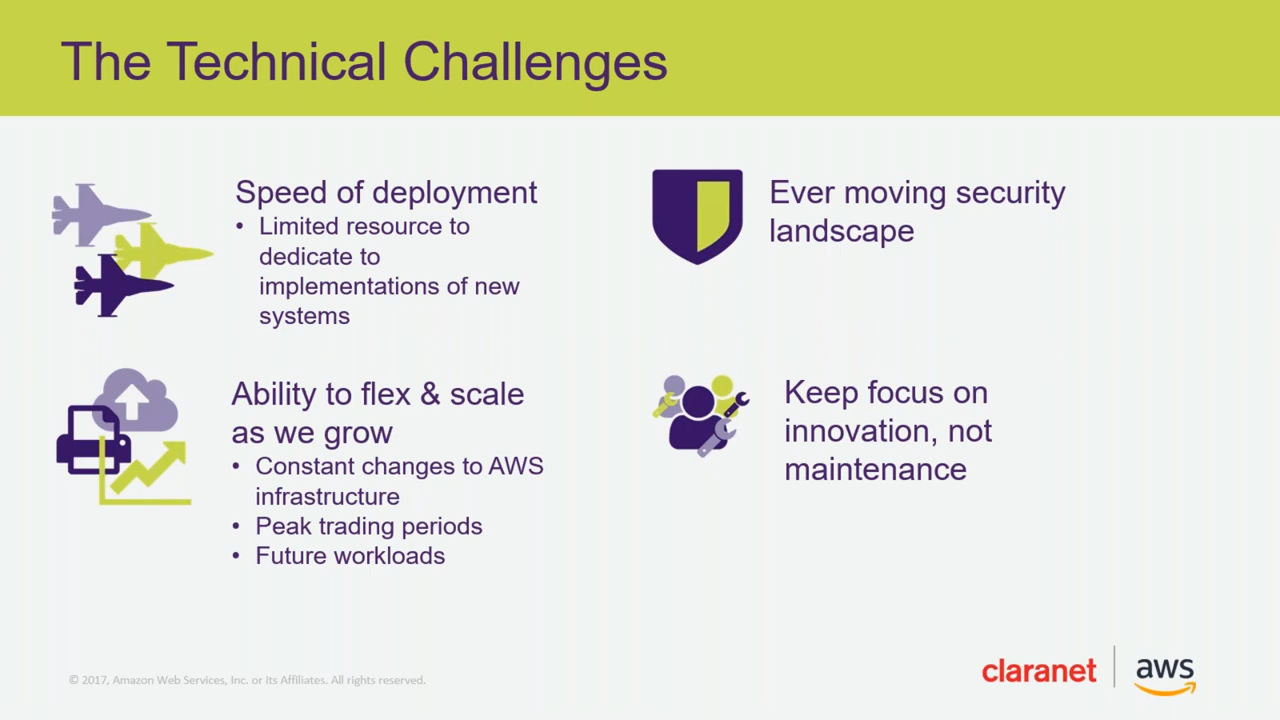 The Technical Challenges
Speed of deployment
• Limited resource to
dedicate to
implementations of new
systems
Ability to flex & scale
as we grow
• Constant changes to AWS
infrastructure
• Peak trading periods
• Future workloads
Ever moving security
landscape
Keep focus on
innovation, not
maintenance
© 2017, Amazon Web Services, Inc. or Its Affiliates. All rights reserved.
claranet
aws